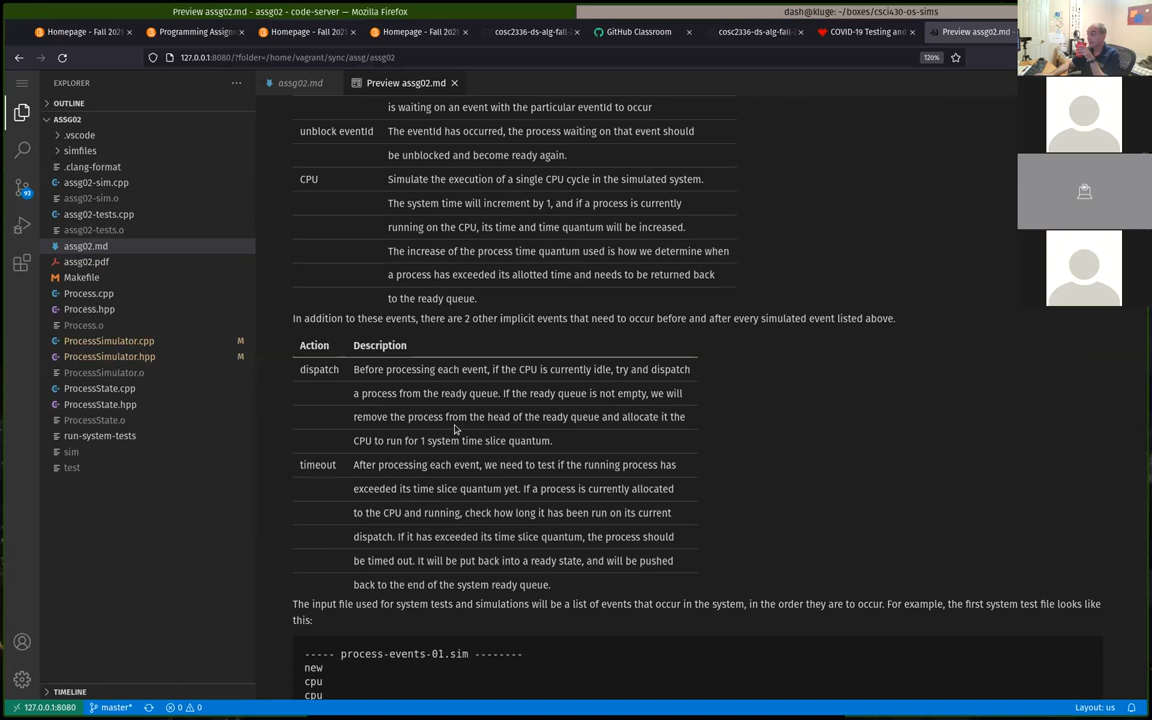 Preview assg02.md - assg02 - code-server — Mozilla Firefox
dash@kluge: ~/boxes/csci430-os-sims
Homepage - Fall 202
Programming Assign
Homepage - Fall 202
Homepage - Fall 202
cosc2336-ds-alg-fall-2
GitHub Classroom
cosc2336-ds-alg-fall-2
COVID-19 Testing and
Preview assg02.md -
127.0.0.1:8080/?folder=/home/vagrant/sync/assg/assg02
120%
EXPLORER
assg02.md
Preview assg02.md
OUTLINE
ASSG02
.vscode
simfiles
.clang-format
assg02-sim.cpp
assg02-sim.o
assg02-tests.cpp
assg02-tests.o
assg02.md
assg02.pdf
Makefile
Process.cpp
Process.hpp
Process.o
ProcessSimulator.cpp M
ProcessSimulator.hpp M
ProcessSimulator.o
ProcessState.cpp
ProcessState.hpp
ProcessState.o
run-system-tests
sim
test
TIMELINE
is waiting on an event with the particular eventId to occur
unblock eventId The eventId has occurred, the process waiting on that event should
be unblocked and become ready again.
CPU Simulate the execution of a single CPU cycle in the simulated system.
The system time will increment by 1, and if a process is currently
running on the CPU, its time and time quantum will be increased.
The increase of the process time quantum used is how we determine when
a process has exceeded its allotted time and needs to be returned back
to the ready queue.
In addition to these events, there are 2 other implicit events that need to occur before and after every simulated event listed above.
Action Description
dispatch Before processing each event, if the CPU is currently idle, try and dispatch
a process from the ready queue. If the ready queue is not empty, we will
remove the process from the head of the ready queue and allocate it the
CPU to run for 1 system time slice quantum.
timeout After processing each event, we need to test if the running process has
exceeded its time slice quantum yet. If a process is currently allocated
to the CPU and running, check how long it has been run on its current
dispatch. If it has exceeded its time slice quantum, the process should
be timed out. It will be put back into a ready state, and will be pushed
back to the end of the system ready queue.
The input file used for system tests and simulations will be a list of events that occur in the system, in the order they are to occur. For example, the first system test file looks like
this:
----- process-events-01.sim --------
new
cpu
cpu
127.0.0.1:8080
master*
0
0
Layout: us